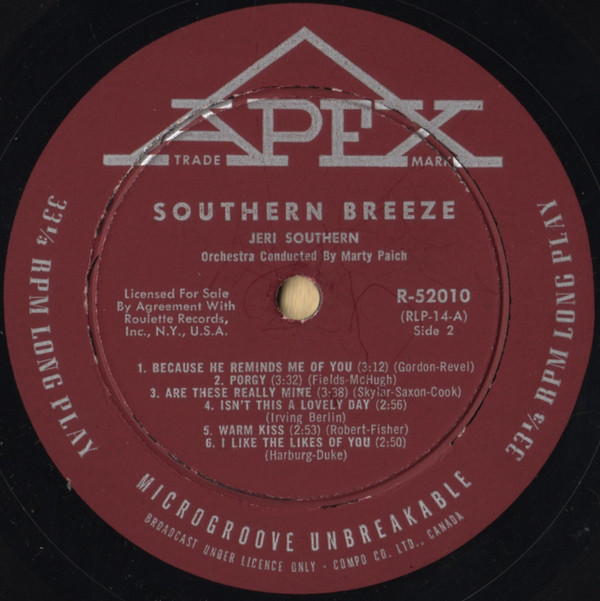 APEX
TRADE MARK
SOUTHERN BREEZE
JERI SOUTHERN
Orchestra Conducted By Marty Paich
Licensed For Sale
By Agreement With
Roulette Records,
Inc., N.Y., U.S.A.
R-52010
(RLP-14-A)
Side 2
1. BECAUSE HE REMINDS ME OF YOU (3:12) (Gordon-Revel)
2. PORGY (3:32) (Fields-McHugh)
3. ARE THESE REALLY MINE (3-38) (Skylar-Saxon-Cook)
4. ISN'T THIS A LOVELY DAY (2:56)
(Irving Berlin)
5. WARM KISS (2:53) (Robert-Fisher)
6. I LIKE THE LIKES OF YOU (2:50)
(Harburg-Duke)
33⅓ RPM LONG PLAY
33⅓ RPM LONG PLAY
MICROGROOVE UNBREAKABLE
BROADCAST UNDER LICENCE ONLY - COMPO CO. LTD., CANADA